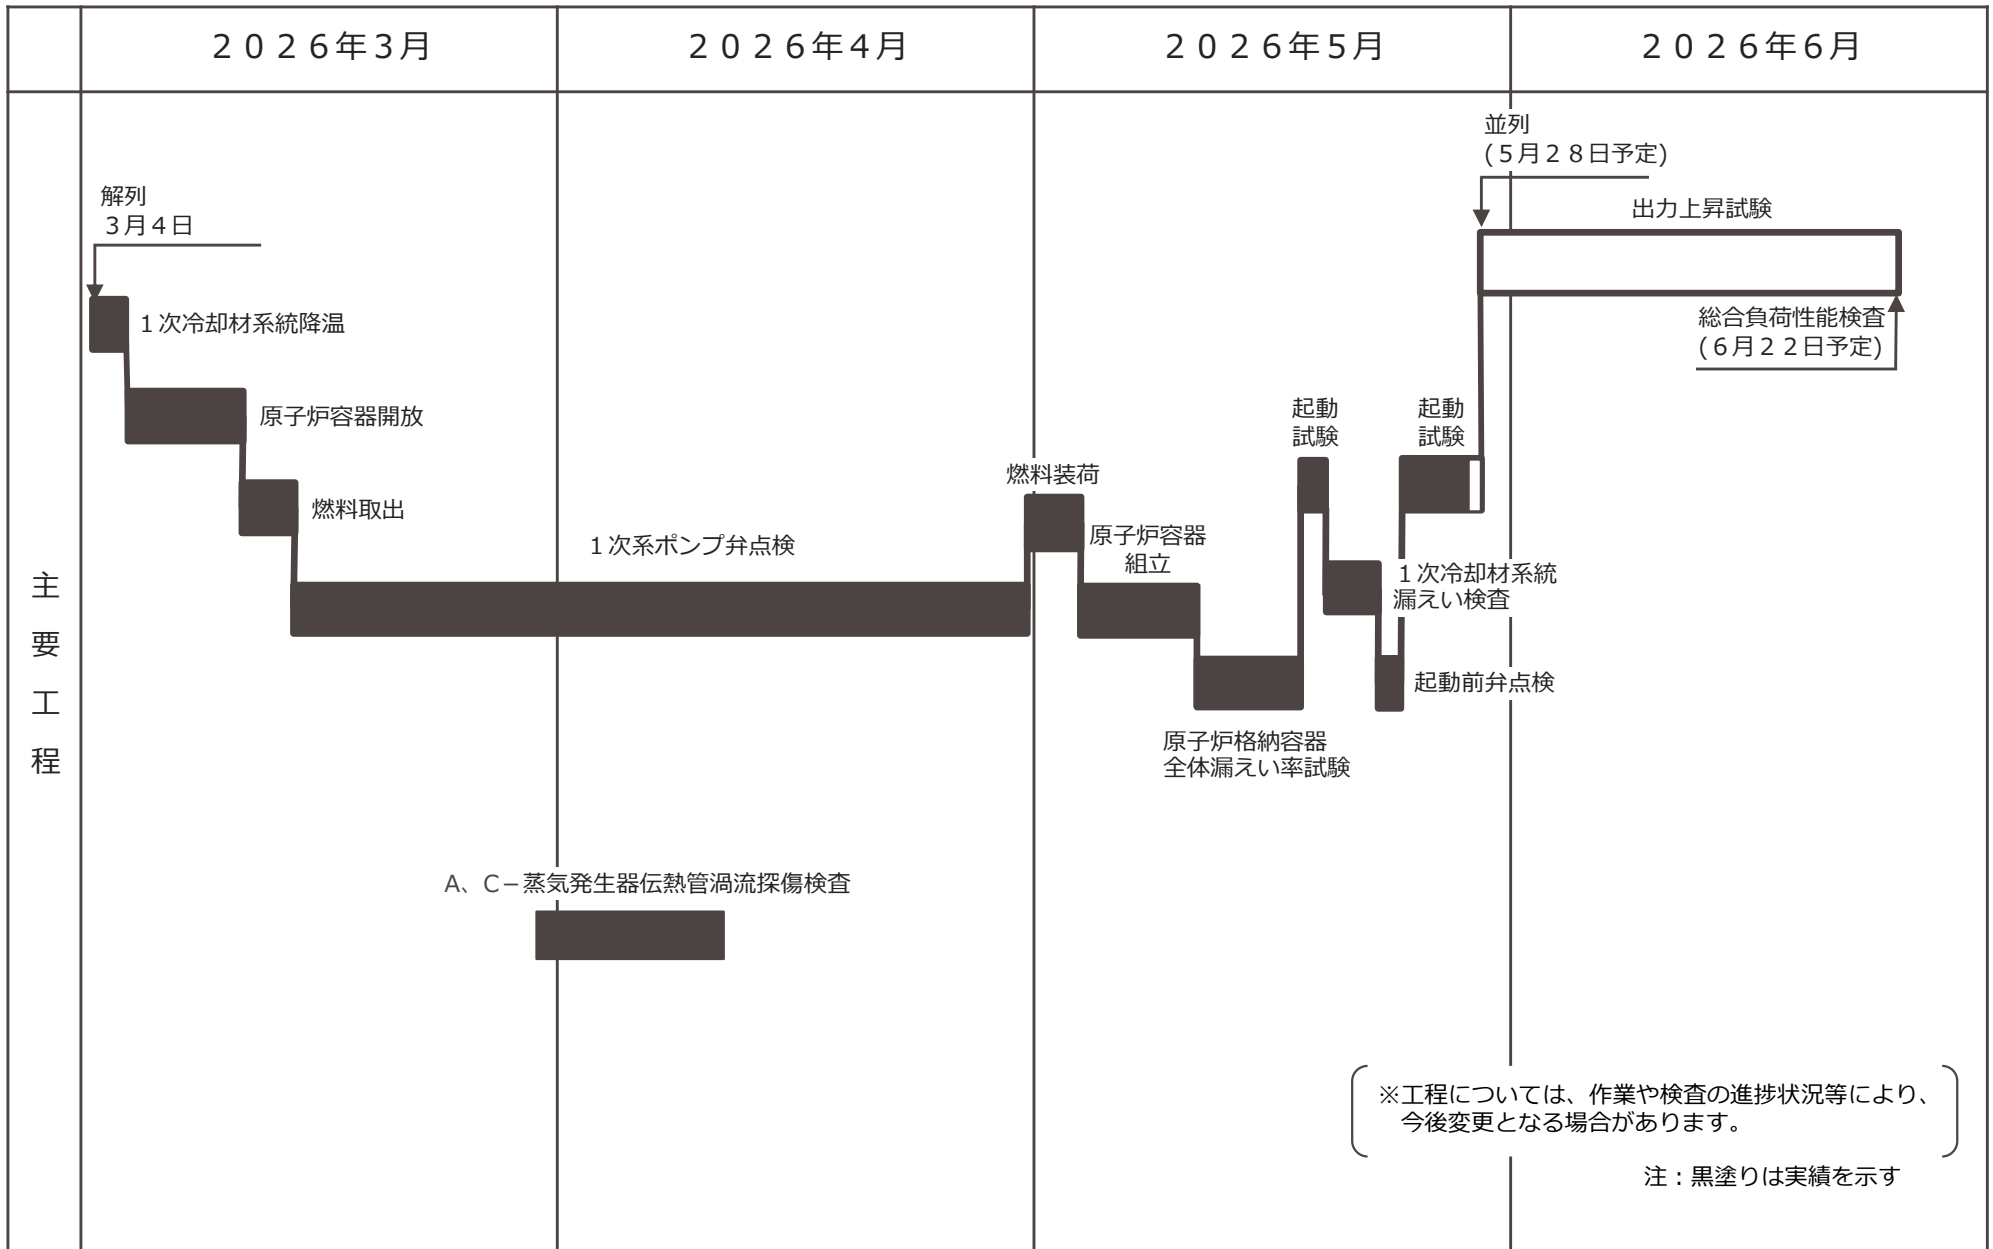 ２０２６年３月
２０２６年４月
２０２６年５月
２０２６年６月
主要工程
並列
(５月２８日予定)
解列
３月４日
出力上昇試験
１次冷却材系統降温
総合負荷性能検査
(６月２２日予定)
原子炉容器開放
起動
試験
起動
試験
燃料取出
燃料装荷
１次系ポンプ弁点検
原子炉容器
組立
１次冷却材系統
漏えい検査
起動前弁点検
原子炉格納容器
全体漏えい率試験
A、C－蒸気発生器伝熱管渦流探傷検査
※工程については、作業や検査の進捗状況等により、
今後変更となる場合があります。
注：黒塗りは実績を示す